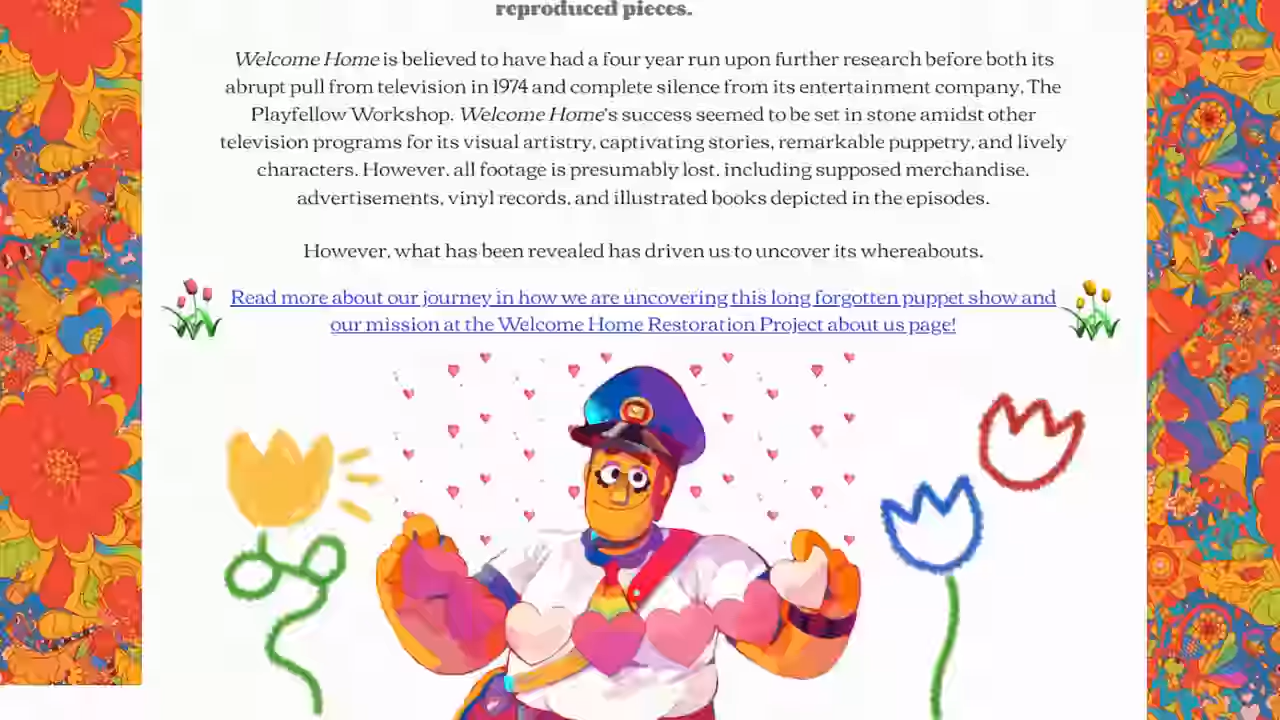 reproduced pieces.
Welcome Home is believed to have had a four year run upon further research before both its
abrupt pull from television in 1974 and complete silence from its entertainment company, The
Playfellow Workshop. Welcome Home's success seemed to be set in stone amidst other
television programs for its visual artistry, captivating stories, remarkable puppetry, and lively
characters. However, all footage is presumably lost, including supposed merchandise,
advertisements, vinyl records, and illustrated books depicted in the episodes.
However, what has been revealed has driven us to uncover its whereabouts.
Read more about our journey in how we are uncovering this long forgotten puppet show and
our mission at the Welcome Home Restoration Project about us page!